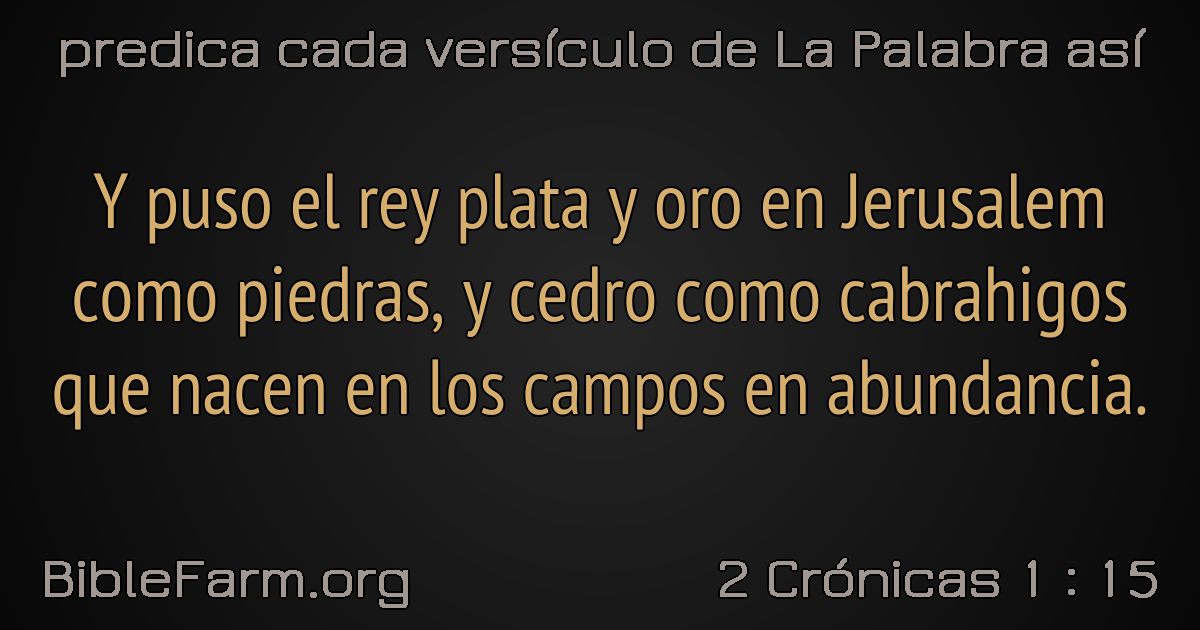 predica cada versículo de La Palabra así
Y puso el rey plata y oro en Jerusalem
como piedras, y cedro como cabrahigos
que nacen en los campos en abundancia.
BibleFarm.org
2 Crónicas 1 : 15